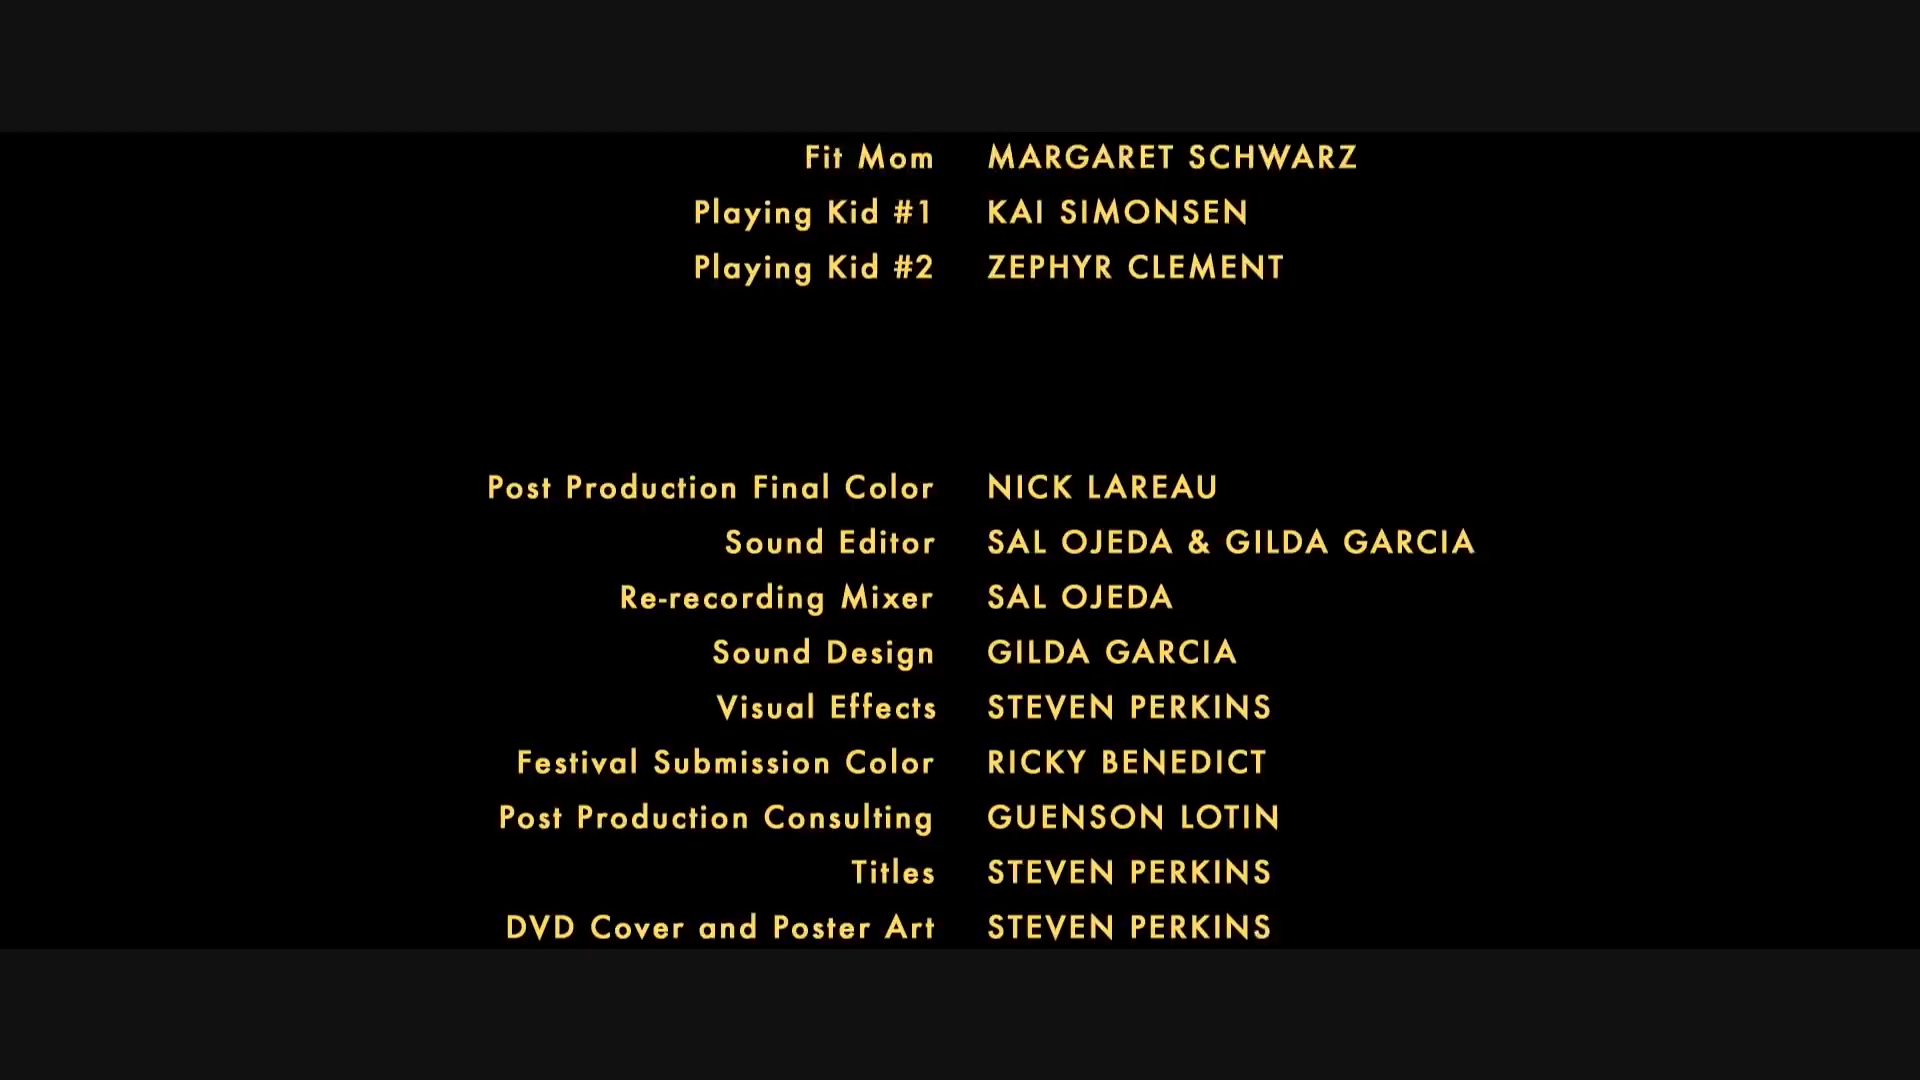 Fit Mom MARGARET SCHWARZ
Playing Kid #1 KAI SIMONSEN
Playing Kid #2 ZEPHYR CLEMENT
Post Production Final Color NICK LAREAU
Sound Editor SAL OJEDA & GILDA GARCIA
Re-recording Mixer SAL OJEDA
Sound Design GILDA GARCIA
Visual Effects STEVEN PERKINS
Festival Submission Color RICKY BENEDICT
Post Production Consulting GUENSON LOTIN
Titles STEVEN PERKINS
DVD Cover and Poster Art STEVEN PERKINS